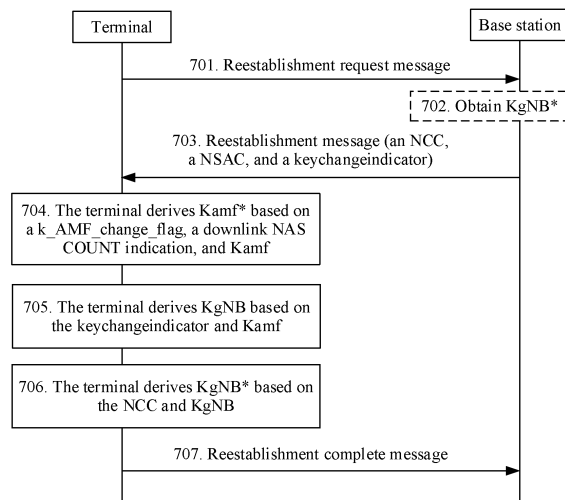 Terminal
Base station
701. Reestablishment request message
702. Obtain KgNB*
703. Reestablishment message (an NCC,
a NSAC, and a keychangeindicator)
704. The terminal derives Kamf* based on
a k_AMF_change_flag, a downlink NAS
COUNT indication, and Kamf
705. The terminal derives KgNB based on
the keychangeindicator and Kamf
706. The terminal derives KgNB* based on
the NCC and KgNB
707. Reestablishment complete message